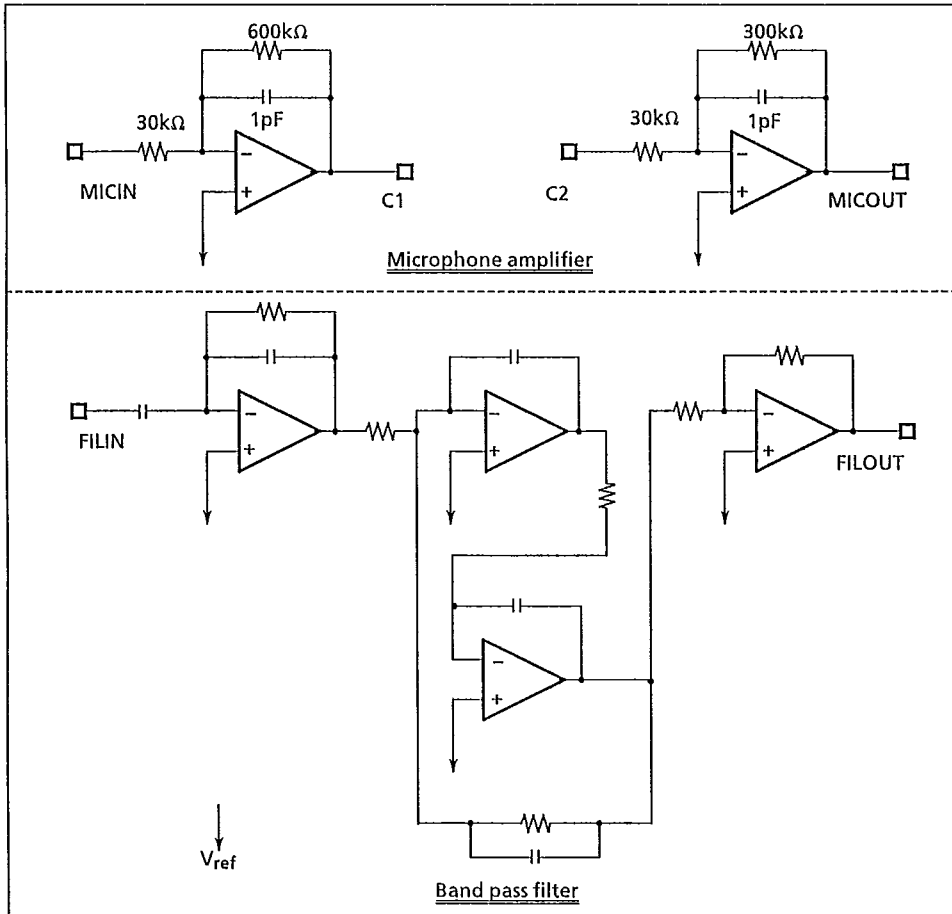 600kΩ
300kΩ
30kΩ
1pF
30kΩ
1pF
−
−
MICIN
+
C1
C2
+
MICOUT
Microphone amplifier
−
−
−
FILIN
+
+
+
FILOUT
−
+
Vref
Band pass filter